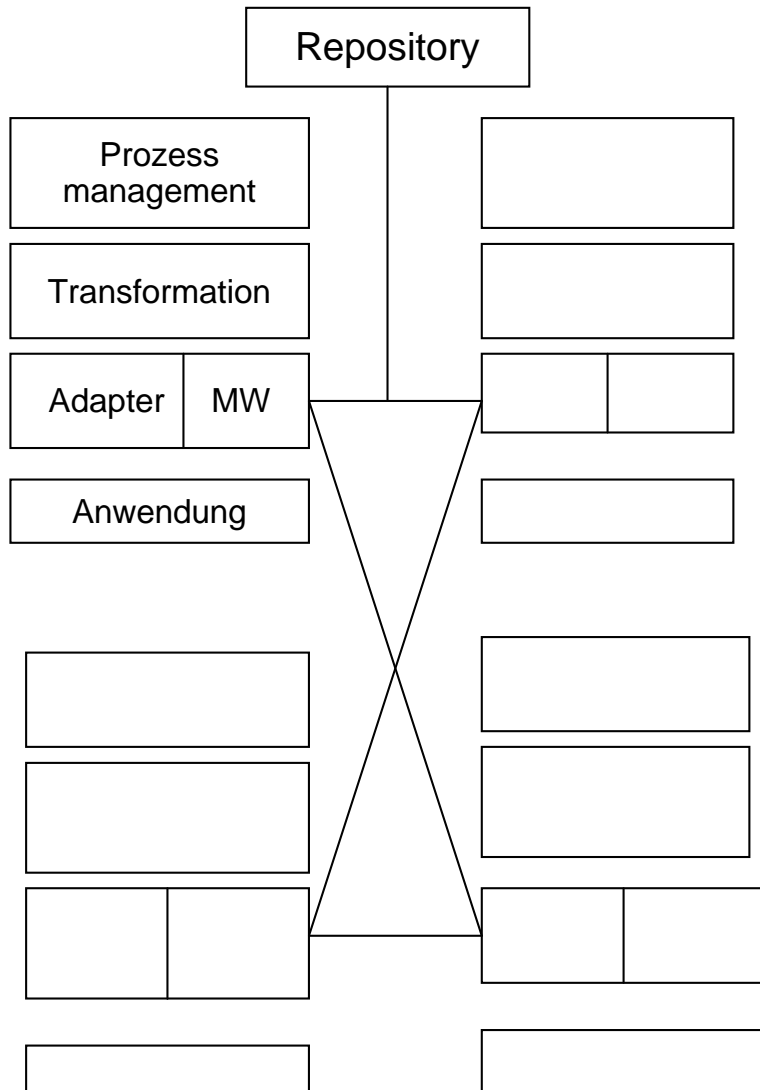 Repository
Prozess
management
Transformation
Adapter MW
Anwendung